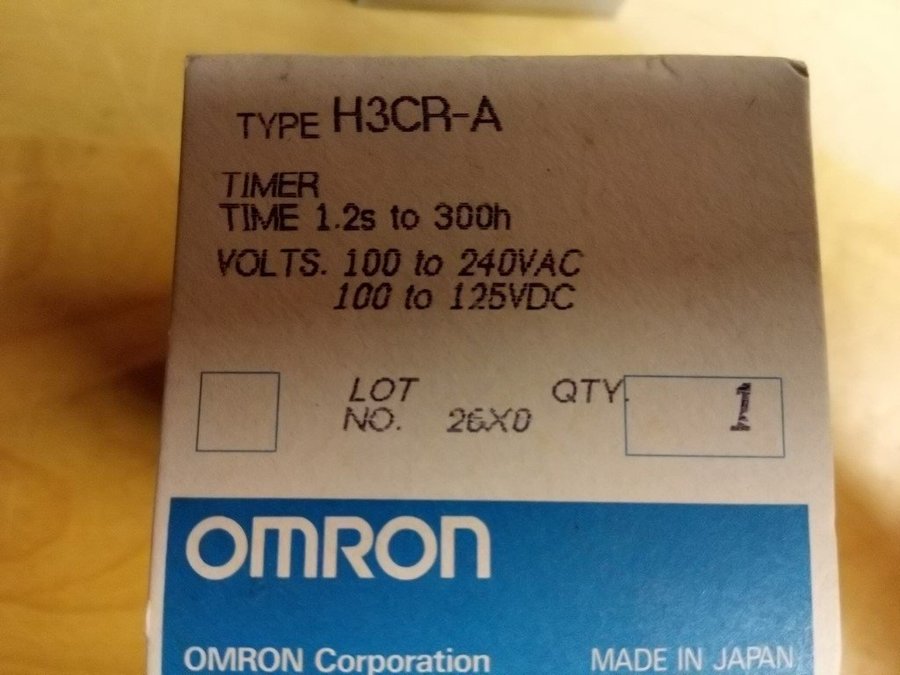 TYPE H3CR-A
TIMER
TIME 1.2s to 300h
VOLTS. 100 to 240VAC
100 to 125VDC
LOT NO. 26X0
QTY. 1
OMRON
OMRON Corporation MADE IN JAPAN